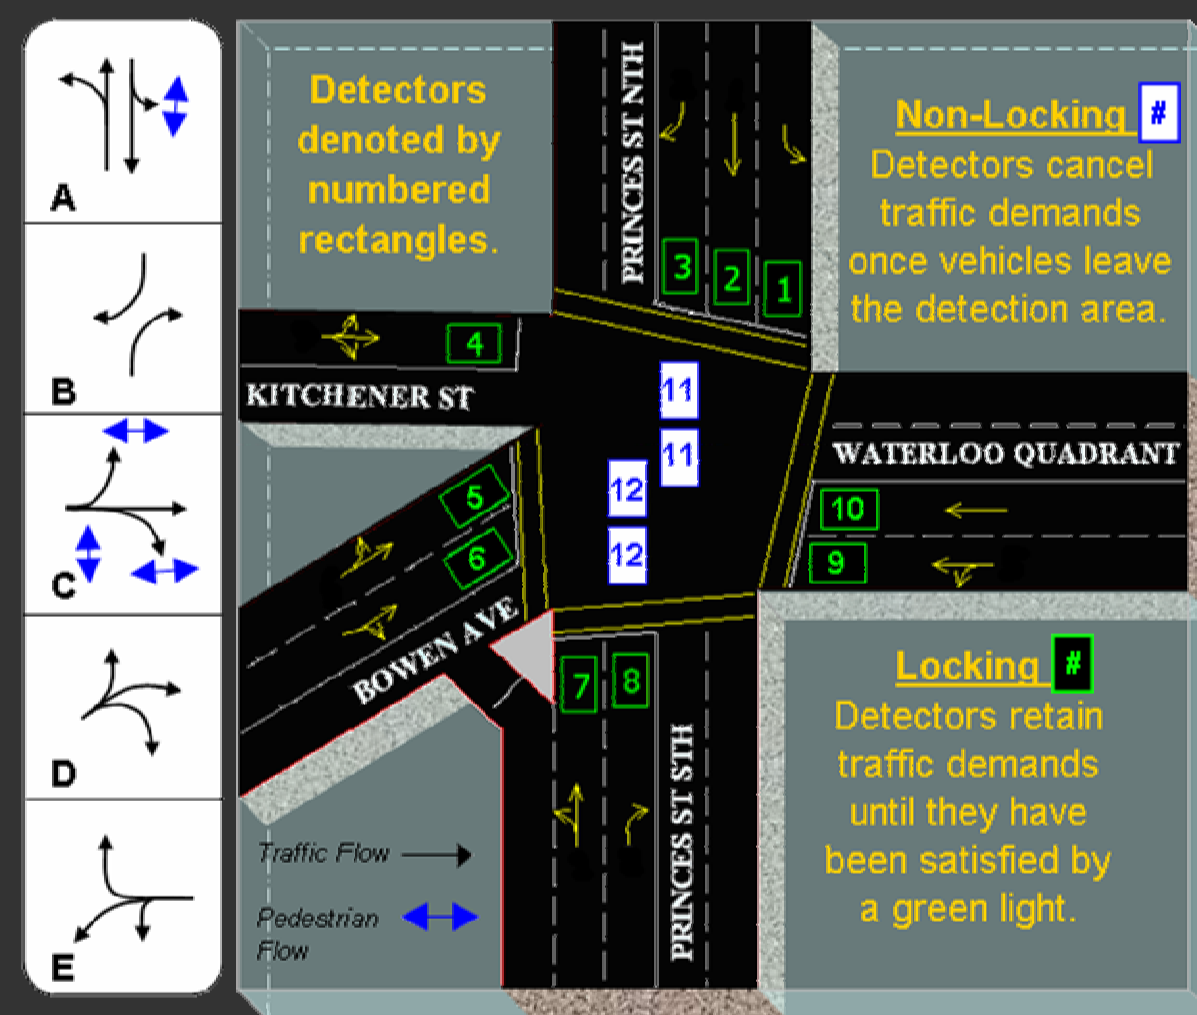 A
B
C
D
E
Detectors
denoted by
numbered
rectangles.
PRINCES ST NTH
3
2
1
Non-Locking #
Detectors cancel
traffic demands
once vehicles leave
the detection area.
4
KITCHENER ST
11
11
12
12
WATERLOO QUADRANT
10
9
5
6
BOWEN AVE
7
8
PRINCES ST STH
Traffic Flow
Pedestrian
Flow
Locking #
Detectors retain
traffic demands
until they have
been satisfied by
a green light.